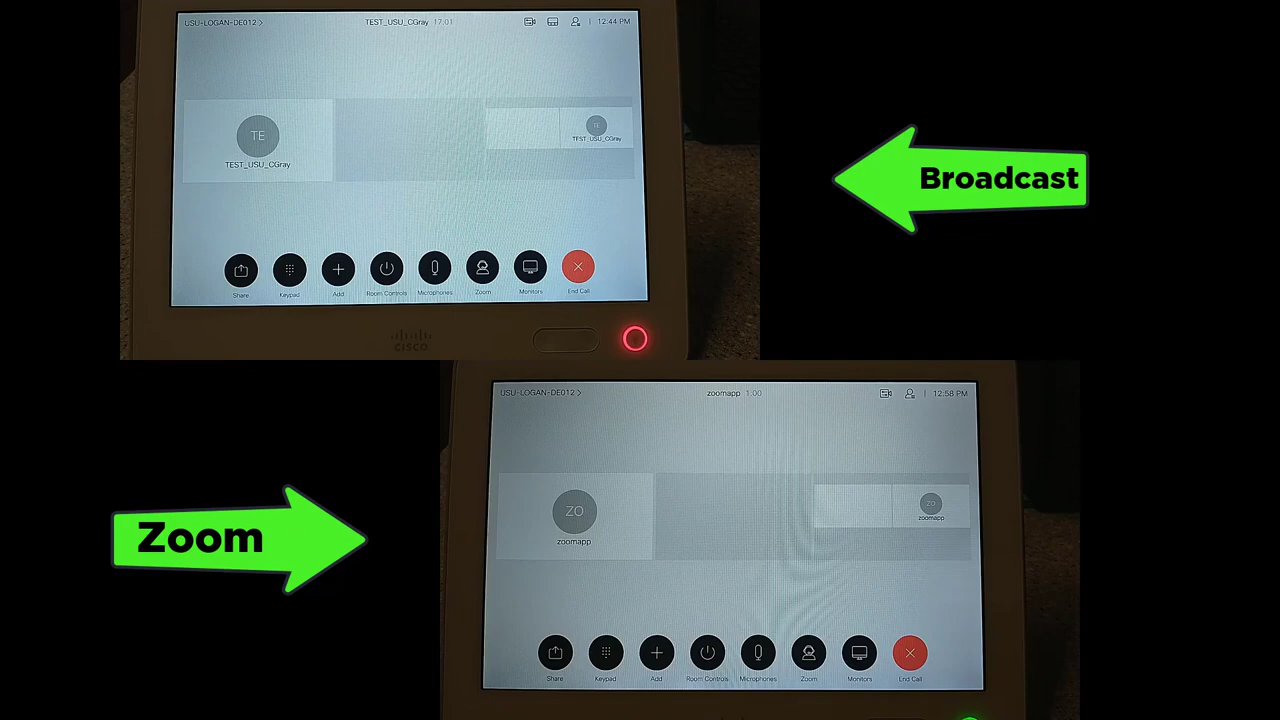 USU-LOGAN-DE012 >
TEST_USU_CGray 17:01
12:44 PM
TE
TEST_USU_CGray
TE
TEST_USU_CGray
Share
Keypad
Add
Room Controls
Microphones
Zoom
Monitors
End Call
CISCO
Broadcast
USU-LOGAN-DE012 >
zoomapp 1:00
12:58 PM
ZO
zoomapp
ZO
zoomapp
Share
Keypad
Add
Room Controls
Microphones
Zoom
Monitors
End Call
Zoom